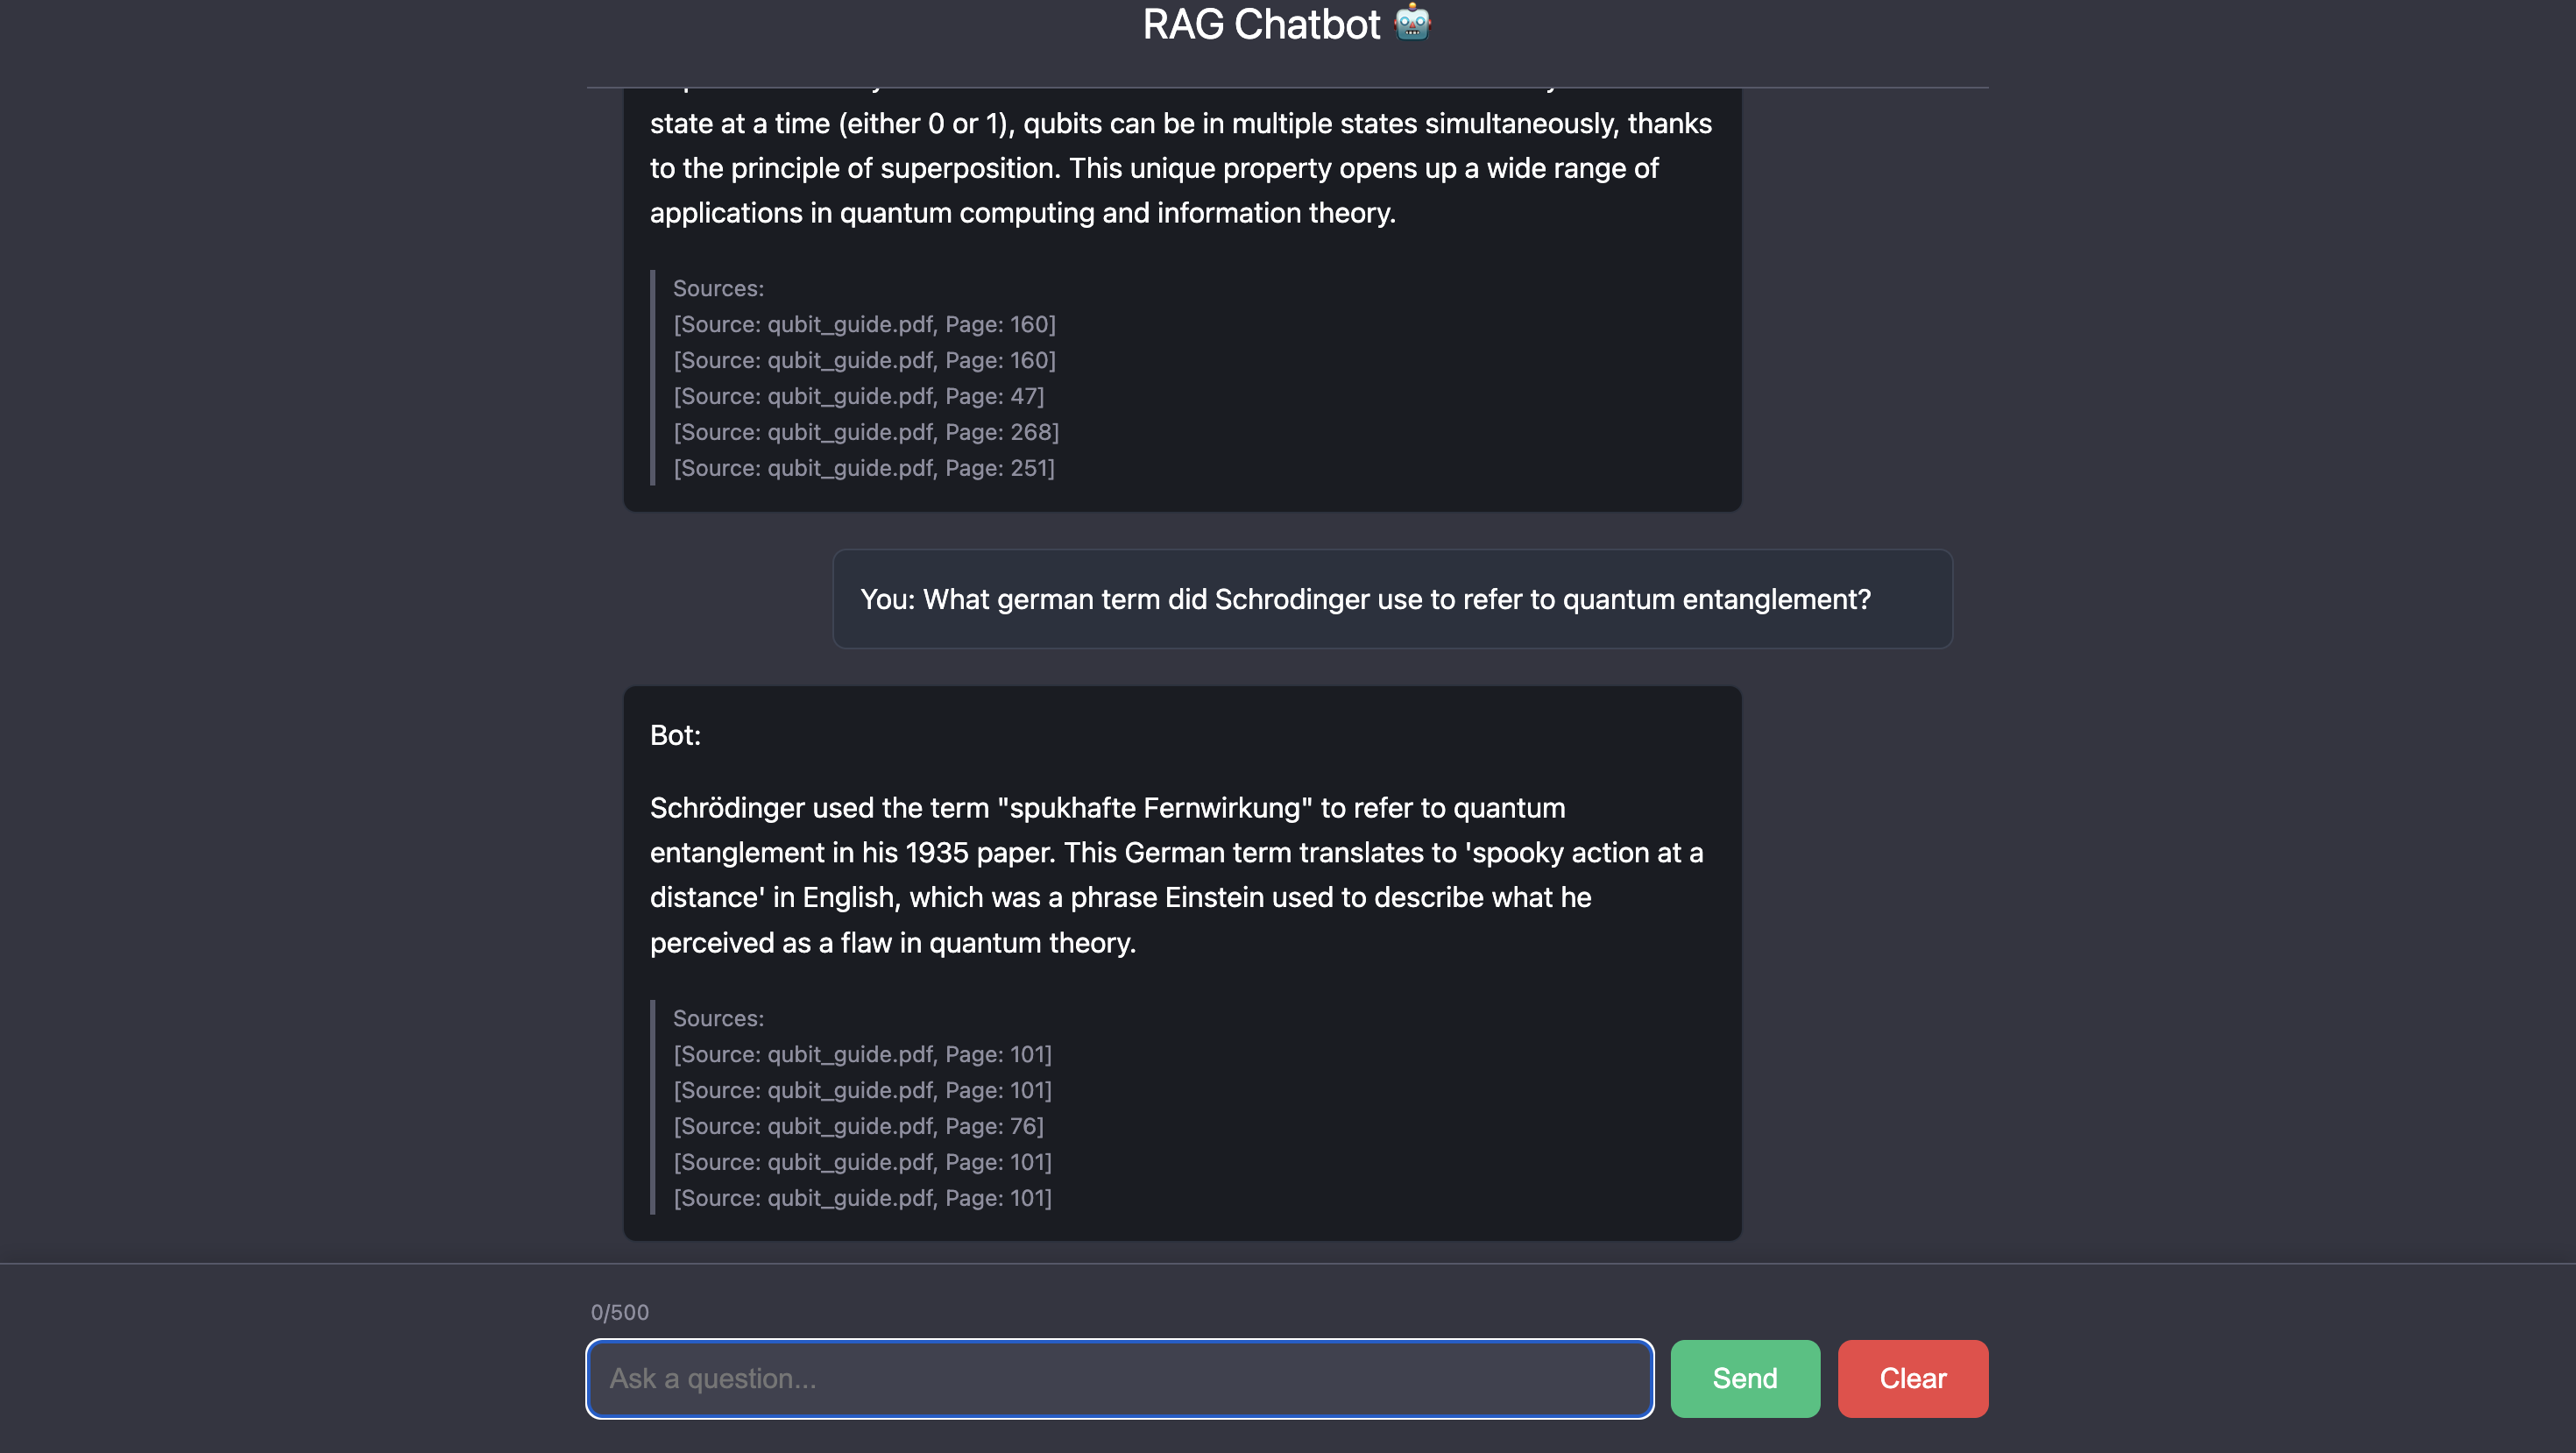 RAG Chatbot 🤖
state at a time (either 0 or 1), qubits can be in multiple states simultaneously, thanks
to the principle of superposition. This unique property opens up a wide range of
applications in quantum computing and information theory.
Sources:
[Source: qubit_guide.pdf, Page: 160]
[Source: qubit_guide.pdf, Page: 160]
[Source: qubit_guide.pdf, Page: 47]
[Source: qubit_guide.pdf, Page: 268]
[Source: qubit_guide.pdf, Page: 251]
You: What german term did Schrodinger use to refer to quantum entanglement?
Bot:
Schrödinger used the term "spukhafte Fernwirkung" to refer to quantum
entanglement in his 1935 paper. This German term translates to 'spooky action at a
distance' in English, which was a phrase Einstein used to describe what he
perceived as a flaw in quantum theory.
Sources:
[Source: qubit_guide.pdf, Page: 101]
[Source: qubit_guide.pdf, Page: 101]
[Source: qubit_guide.pdf, Page: 76]
[Source: qubit_guide.pdf, Page: 101]
[Source: qubit_guide.pdf, Page: 101]
0/500
Ask a question...
Send
Clear